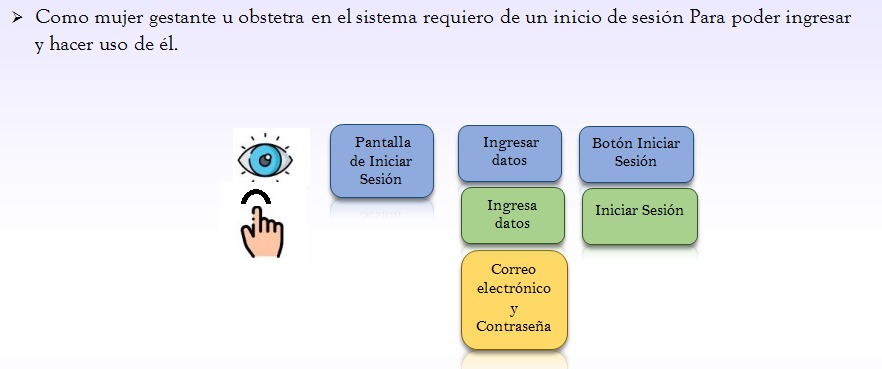 Como mujer gestante u obstetra en el sistema requiero de un inicio de sesión Para poder ingresar
y hacer uso de él.
Pantalla
de Iniciar
Sesión
Ingresar
datos
Botón Iniciar
Sesión
Ingresa
datos
Iniciar Sesión
Correo
electrónico
y
Contraseña